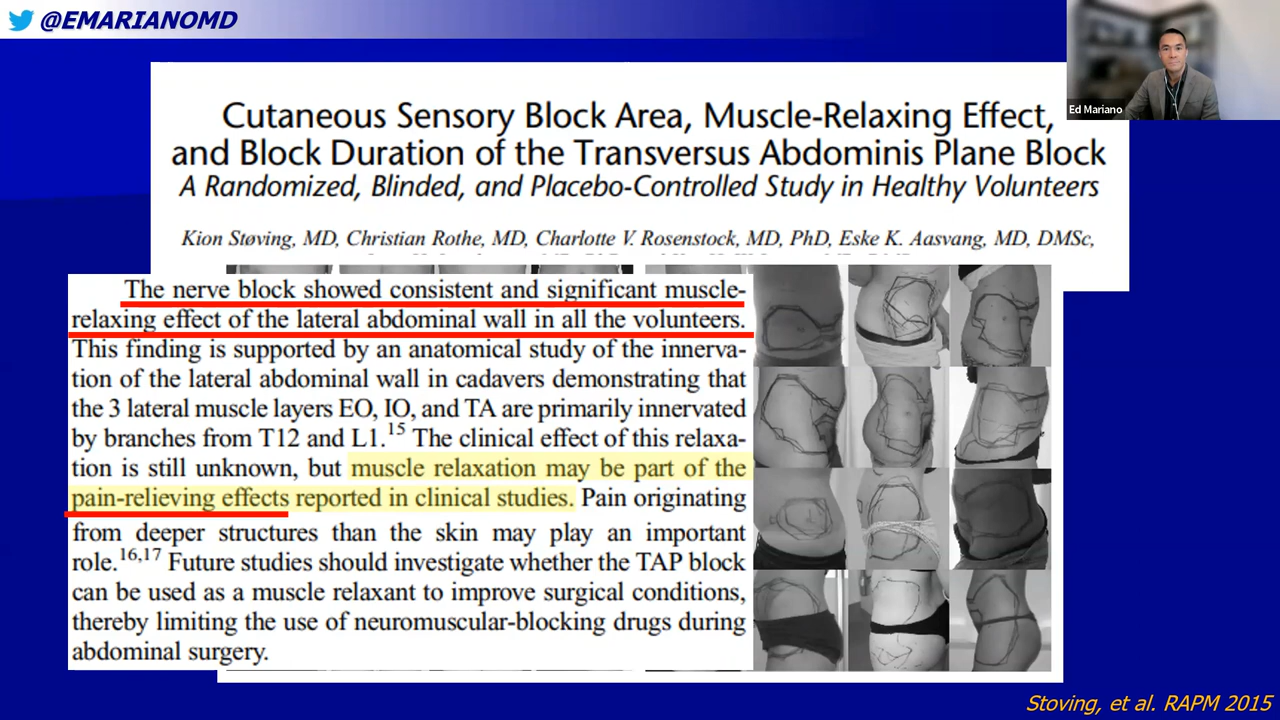 @EMARIANOMD
Ed Mariano
Cutaneous Sensory Block Area, Muscle-Relaxing Effect,
and Block Duration of the Transversus Abdominis Plane Block
A Randomized, Blinded, and Placebo-Controlled Study in Healthy Volunteers
Kion Støving, MD, Christian Rothe, MD, Charlotte V. Rosenstock, MD, PhD, Eske K. Aasvang, MD, DMSc,
The nerve block showed consistent and significant muscle-
relaxing effect of the lateral abdominal wall in all the volunteers.
This finding is supported by an anatomical study of the innerva-
tion of the lateral abdominal wall in cadavers demonstrating that
the 3 lateral muscle layers EO, IO, and TA are primarily innervated
by branches from T12 and L1.15 The clinical effect of this relaxa-
tion is still unknown, but muscle relaxation may be part of the
pain-relieving effects reported in clinical studies. Pain originating
from deeper structures than the skin may play an important
role.16,17 Future studies should investigate whether the TAP block
can be used as a muscle relaxant to improve surgical conditions,
thereby limiting the use of neuromuscular-blocking drugs during
abdominal surgery.
Stoving, et al. RAPM 2015